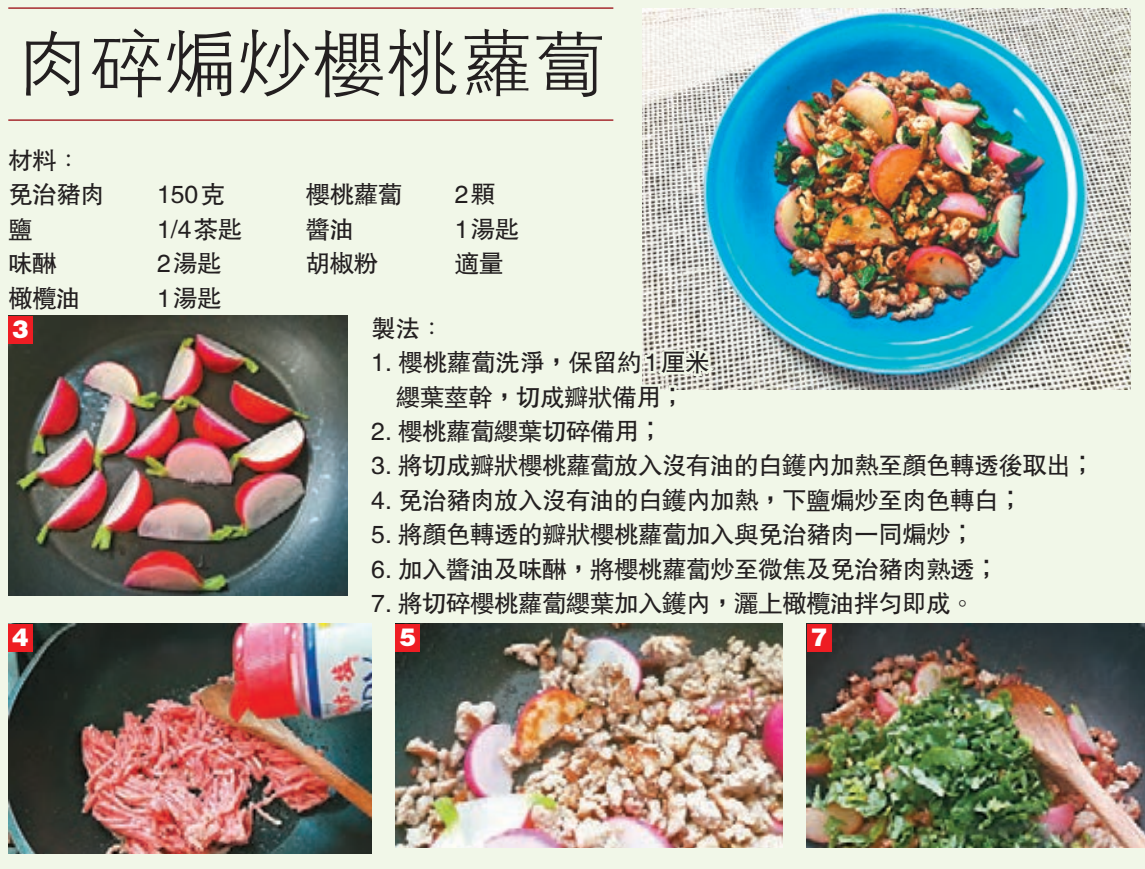 肉碎煸炒櫻桃蘿蔔
材料：
免治豬肉 150克 櫻桃蘿蔔 2顆
鹽 1/4茶匙 醬油 1湯匙
味醂 2湯匙 胡椒粉 適量
橄欖油 1湯匙
3
製法：
1. 櫻桃蘿蔔洗淨，保留約1厘米
纓葉莖幹，切成瓣狀備用；
2. 櫻桃蘿蔔纓葉切碎備用；
3. 將切成瓣狀櫻桃蘿蔔放入沒有油的白鑊內加熱至顏色轉透後取出；
4. 免治豬肉放入沒有油的白鑊內加熱，下鹽煸炒至肉色轉白；
5. 將顏色轉透的瓣狀櫻桃蘿蔔加入與免治豬肉一同煸炒；
6. 加入醬油及味醂，將櫻桃蘿蔔炒至微焦及免治豬肉熟透；
7. 將切碎櫻桃蘿蔔纓葉加入鑊內，灑上橄欖油拌勻即成。
4
5
7